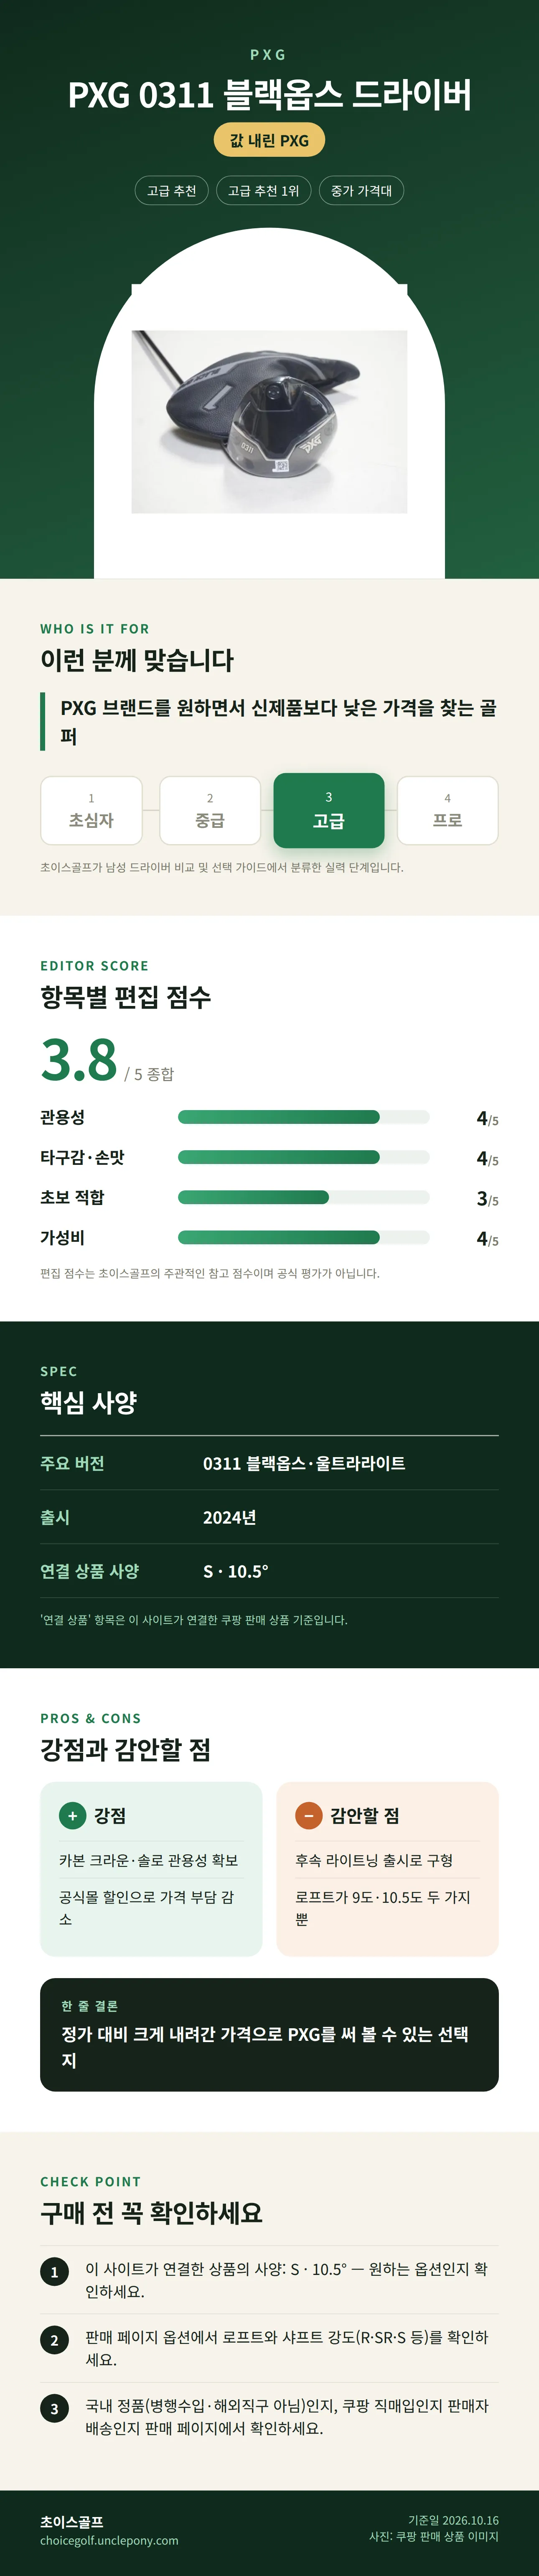 PXG
PXG 0311 블랙옵스 드라이버
값 내린 PXG
고급 추천
고급 추천 1위
중가 가격대
0311
PXG
WHO IS IT FOR
이런 분께 맞습니다
PXG 브랜드를 원하면서 신제품보다 낮은 가격을 찾는 골
퍼
1
초심자
2
중급
3
고급
4
프로
초이스골프가 남성 드라이버 비교 및 선택 가이드에서 분류한 실력 단계입니다.
EDITOR SCORE
항목별 편집 점수
3.8 / 5 종합
관용성 4/5
타구감·손맛 4/5
초보 적합 3/5
가성비 4/5
편집 점수는 초이스골프의 주관적인 참고 점수이며 공식 평가가 아닙니다.
SPEC
핵심 사양
주요 버전 0311 블랙옵스·울트라라이트
출시 2024년
연결 상품 사양 S · 10.5°
'연결 상품' 항목은 이 사이트가 연결한 쿠팡 판매 상품 기준입니다.
PROS & CONS
강점과 감안할 점
+ 강점
카본 크라운·솔로 관용성 확보
공식몰 할인으로 가격 부담 감
소
− 감안할 점
후속 라이트닝 출시로 구형
로프트가 9도·10.5도 두 가지
뿐
한 줄 결론
정가 대비 크게 내려간 가격으로 PXG를 써 볼 수 있는 선택
지
CHECK POINT
구매 전 꼭 확인하세요
1 이 사이트가 연결한 상품의 사양: S · 10.5° — 원하는 옵션인지 확
인하세요.
2 판매 페이지 옵션에서 로프트와 샤프트 강도(R·SR·S 등)를 확인하
세요.
3 국내 정품(병행수입·해외직구 아님)인지, 쿠팡 직매입인지 판매자
배송인지 판매 페이지에서 확인하세요.
초이스골프
choicegolf.unclepony.com
기준일 2026.10.16
사진: 쿠팡 판매 상품 이미지